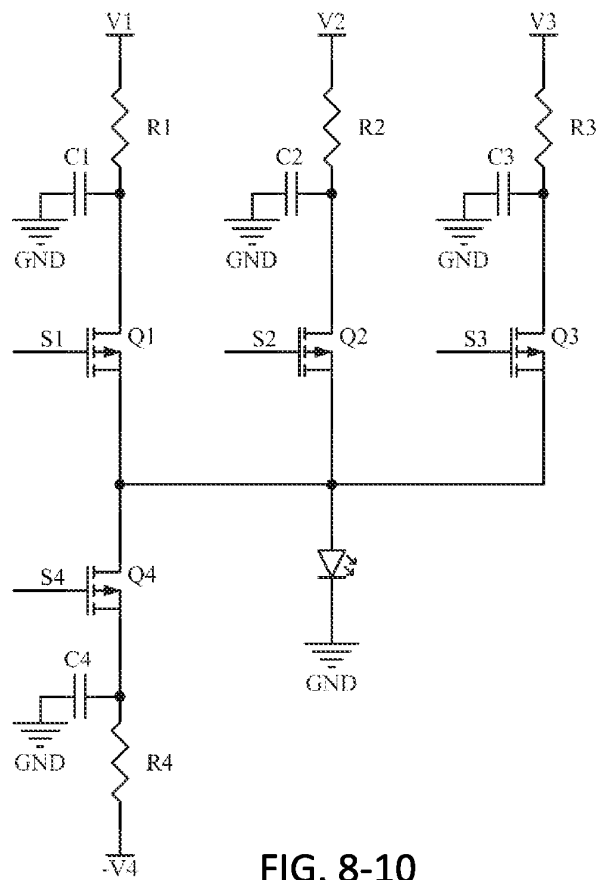 V1 V2 V3
R1 R2 R3
C1 C2 C3
GND GND GND
S1 Q1 S2 Q2 S3 Q3
S4 Q4
C4
GND
GND R4
-V4
FIG. 8-10